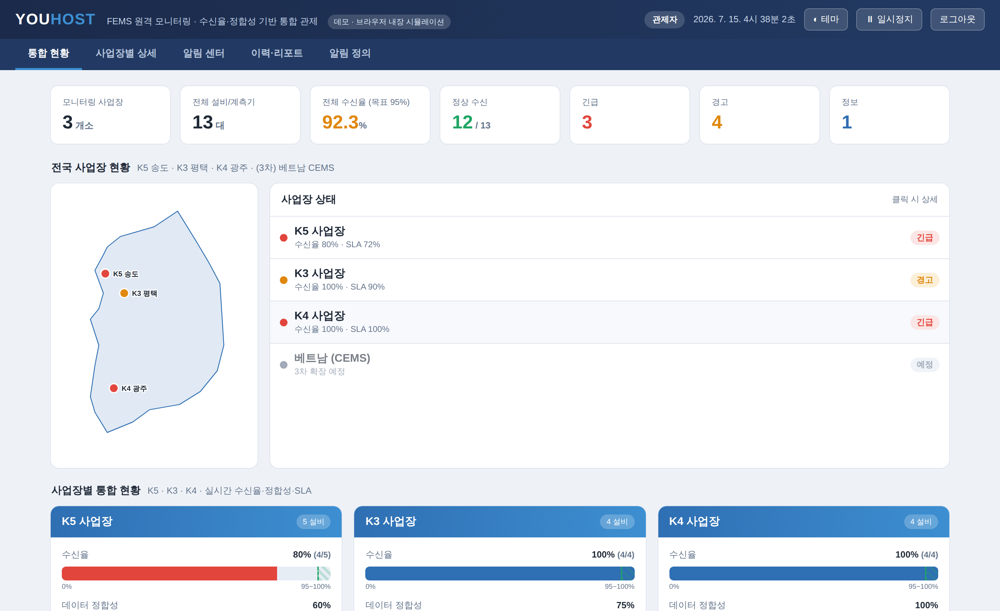 YOUHOST FEMS 원격 모니터링 · 수신율·정합성 기반 통합 관제 데모 · 브라우저 내장 시뮬레이션 관제자 2026. 7. 15. 4시 38분 2초 테마 일시정지 로그아웃
통합 현황 사업장별 상세 알림 센터 이력·리포트 알림 정의
모니터링 사업장 전체 설비/계측기 전체 수신율 (목표 95%) 정상 수신 긴급 경고 정보
3 개소 13 대 92.3% 12 / 13 3 4 1
전국 사업장 현황 K5 송도 · K3 평택 · K4 광주 · (3차) 베트남 CEMS
K5 송도
K3 평택
K4 광주
사업장 상태 클릭 시 상세
K5 사업장
수신율 80% · SLA 72%
긴급
K3 사업장
수신율 100% · SLA 90%
경고
K4 사업장
수신율 100% · SLA 100%
긴급
베트남 (CEMS)
3차 확장 예정
예정
사업장별 통합 현황 K5 · K3 · K4 · 실시간 수신율·정합성·SLA
K5 사업장 5 설비
수신율 80% (4/5)
0% 95~100%
데이터 정합성 60%
K3 사업장 4 설비
수신율 100% (4/4)
0% 95~100%
데이터 정합성 75%
K4 사업장 4 설비
수신율 100% (4/4)
0% 95~100%
데이터 정합성 100%